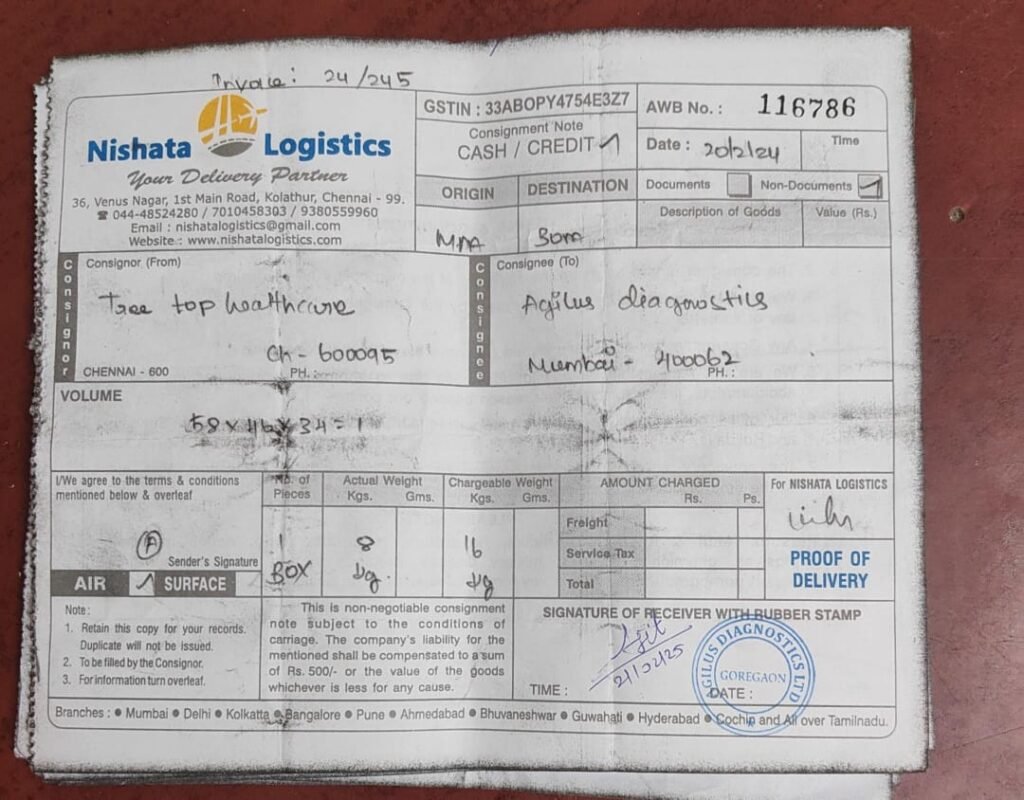 Invoice: 24/245
Nishata Logistics
Your Delivery Partner
36, Venus Nagar, 1st Main Road, Kolathur, Chennai - 99.
☎ 044-48524280 / 7010458303 / 9380559960
Email : nishatalogistics@gmail.com
Website : www.nishatalogistics.com
GSTIN : 33ABOPY4754E3Z7
Consignment Note
CASH / CREDIT ✓
ORIGIN DESTINATION
MAA Bom
AWB No. : 116786
Date : 20/2/24 Time
Documents Non-Documents ✓
Description of Goods Value (Rs.)
Consignor
Consignor (From)
Tree top healthcare
Ch - 600095
CHENNAI - 600 PH. :
Consignee
Consignee (To)
Agilus diagnostics
Mumbai - 400062
PH. :
VOLUME
58 x 46 x 34 = 1
I/We agree to the terms & conditions
mentioned below & overleaf
A
Sender's Signature
AIR ✓ SURFACE
No. of
Pieces
1
BOX
Actual Weight
Kgs. Gms.
8
kg.
Chargeable Weight
Kgs. Gms.
16
kg
AMOUNT CHARGED
Rs. Ps.
Freight
Service Tax
Total
For NISHATA LOGISTICS
PROOF OF
DELIVERY
Note :
1. Retain this copy for your records.
Duplicate will not be issued.
2. To be filled by the Consignor.
3. For information turn overleaf.
This is non-negotiable consignment
note subject to the conditions of
carriage. The company's liability for the
mentioned shall be compensated to a sum
of Rs. 500/- or the value of the goods
whichever is less for any cause.
SIGNATURE OF RECEIVER WITH RUBBER STAMP
21/02/25
AGILUS DIAGNOSTICS LTD
GOREGAON
TIME : DATE :
Branches : ● Mumbai ● Delhi ● Kolkatta ● Bangalore ● Pune ● Ahmedabad ● Bhuvaneshwar ● Guwahati ● Hyderabad ● Cochin and All over Tamilnadu.